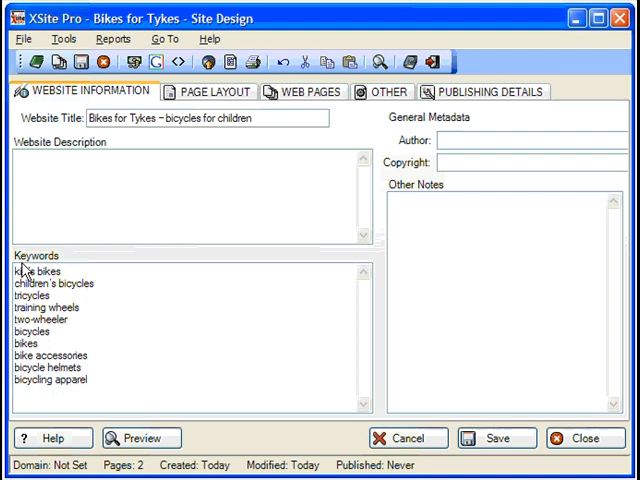 XSite Pro - Bikes for Tykes - Site Design
File Tools Reports Go To Help
WEBSITE INFORMATION PAGE LAYOUT WEB PAGES OTHER PUBLISHING DETAILS
Website Title: Bikes for Tykes – bicycles for children
General Metadata
Author:
Website Description
Copyright:
Other Notes
Keywords
bikes
children's bicycles
tricycles
training wheels
two-wheeler
bicycles
bikes
bike accessories
bicycle helmets
bicycling apparel
? Help Preview Cancel Save Close
Domain: Not Set Pages: 2 Created: Today Modified: Today Published: Never